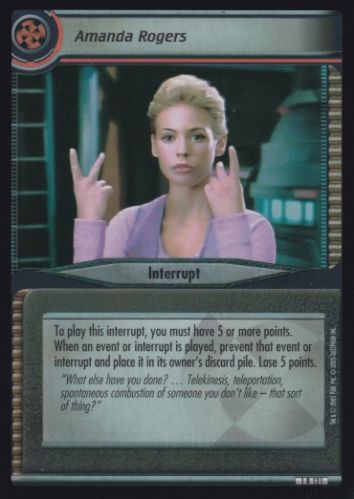 Amanda Rogers
Interrupt
To play this interrupt, you must have 5 or more points.
When an event or interrupt is played, prevent that event or
interrupt and place it in its owner's discard pile. Lose 5 points.
"What else have you done? … Telekinesis, teleportation,
spontaneous combustion of someone you don't like – that sort
of thing?"